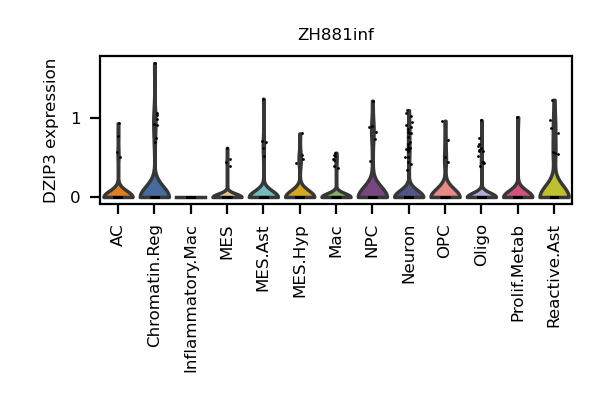 ZH881inf
DZIP3 expression
1
0
AC
Chromatin.Reg
Inflammatory.Mac
MES
MES.Ast
MES.Hyp
Mac
NPC
Neuron
OPC
Oligo
Prolif.Metab
Reactive.Ast